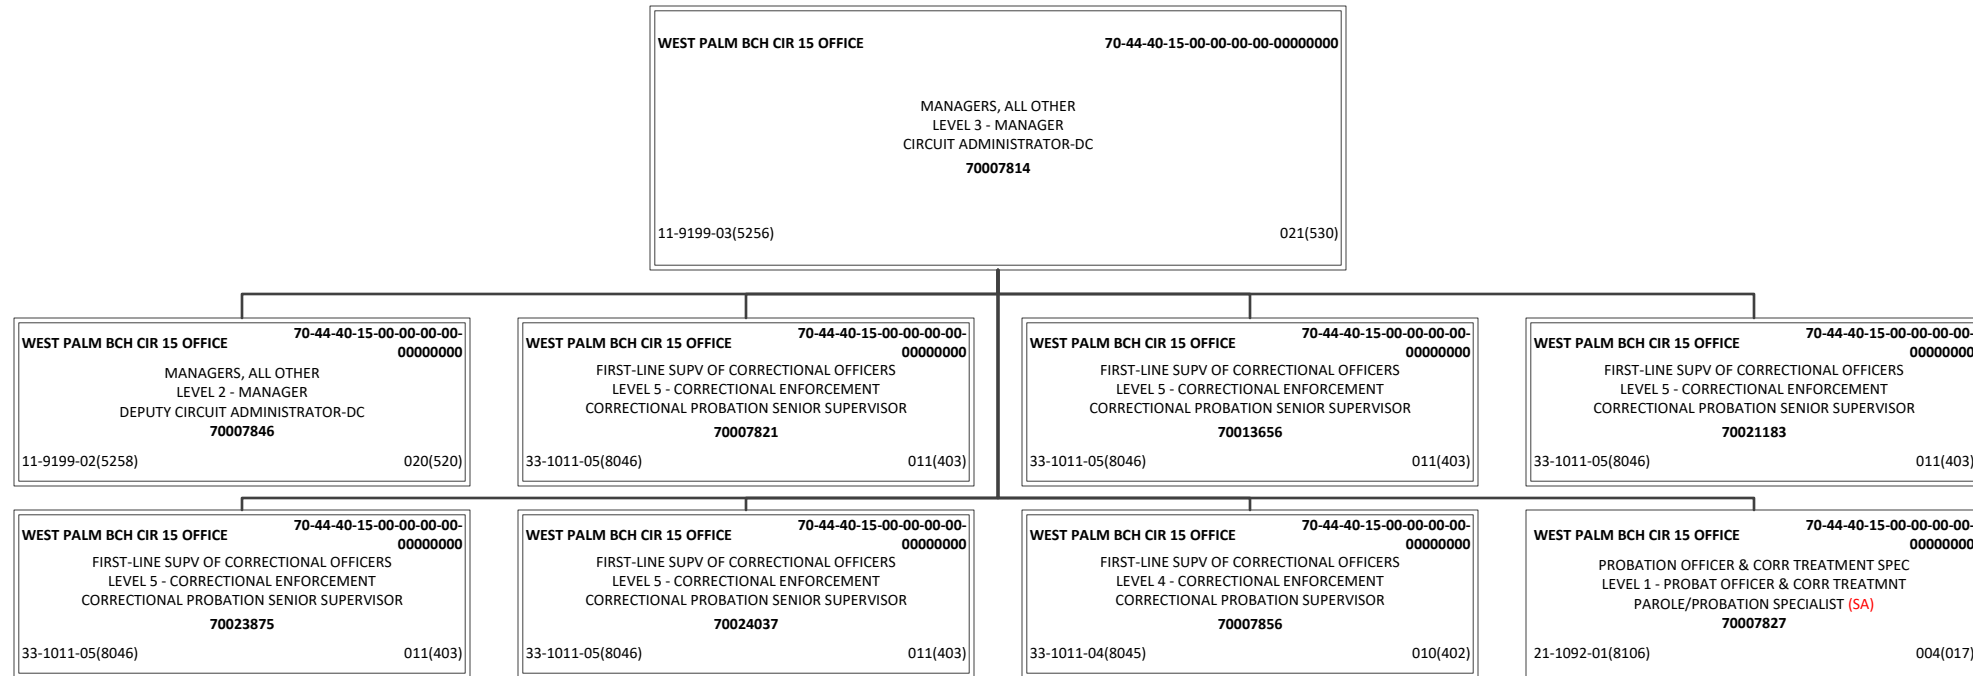 WEST PALM BCH CIR 15 OFFICE 70-44-40-15-00-00-00-00-00000000
MANAGERS, ALL OTHER
LEVEL 3 - MANAGER
CIRCUIT ADMINISTRATOR-DC
70007814
11-9199-03(5256) 021(530)
WEST PALM BCH CIR 15 OFFICE 70-44-40-15-00-00-00-00-
00000000
MANAGERS, ALL OTHER
LEVEL 2 - MANAGER
DEPUTY CIRCUIT ADMINISTRATOR-DC
70007846
11-9199-02(5258) 020(520)
WEST PALM BCH CIR 15 OFFICE 70-44-40-15-00-00-00-00-
00000000
FIRST-LINE SUPV OF CORRECTIONAL OFFICERS
LEVEL 5 - CORRECTIONAL ENFORCEMENT
CORRECTIONAL PROBATION SENIOR SUPERVISOR
70007821
33-1011-05(8046) 011(403)
WEST PALM BCH CIR 15 OFFICE 70-44-40-15-00-00-00-00-
00000000
FIRST-LINE SUPV OF CORRECTIONAL OFFICERS
LEVEL 5 - CORRECTIONAL ENFORCEMENT
CORRECTIONAL PROBATION SENIOR SUPERVISOR
70013656
33-1011-05(8046) 011(403)
WEST PALM BCH CIR 15 OFFICE 70-44-40-15-00-00-00-00-
00000000
FIRST-LINE SUPV OF CORRECTIONAL OFFICERS
LEVEL 5 - CORRECTIONAL ENFORCEMENT
CORRECTIONAL PROBATION SENIOR SUPERVISOR
70021183
33-1011-05(8046) 011(403)
WEST PALM BCH CIR 15 OFFICE 70-44-40-15-00-00-00-00-
00000000
FIRST-LINE SUPV OF CORRECTIONAL OFFICERS
LEVEL 5 - CORRECTIONAL ENFORCEMENT
CORRECTIONAL PROBATION SENIOR SUPERVISOR
70023875
33-1011-05(8046) 011(403)
WEST PALM BCH CIR 15 OFFICE 70-44-40-15-00-00-00-00-
00000000
FIRST-LINE SUPV OF CORRECTIONAL OFFICERS
LEVEL 5 - CORRECTIONAL ENFORCEMENT
CORRECTIONAL PROBATION SENIOR SUPERVISOR
70024037
33-1011-05(8046) 011(403)
WEST PALM BCH CIR 15 OFFICE 70-44-40-15-00-00-00-00-
00000000
FIRST-LINE SUPV OF CORRECTIONAL OFFICERS
LEVEL 4 - CORRECTIONAL ENFORCEMENT
CORRECTIONAL PROBATION SUPERVISOR
70007856
33-1011-04(8045) 010(402)
WEST PALM BCH CIR 15 OFFICE 70-44-40-15-00-00-00-00-
00000000
PROBATION OFFICER & CORR TREATMENT SPEC
LEVEL 1 - PROBAT OFFICER & CORR TREATMNT
PAROLE/PROBATION SPECIALIST (SA)
70007827
21-1092-01(8106) 004(017)